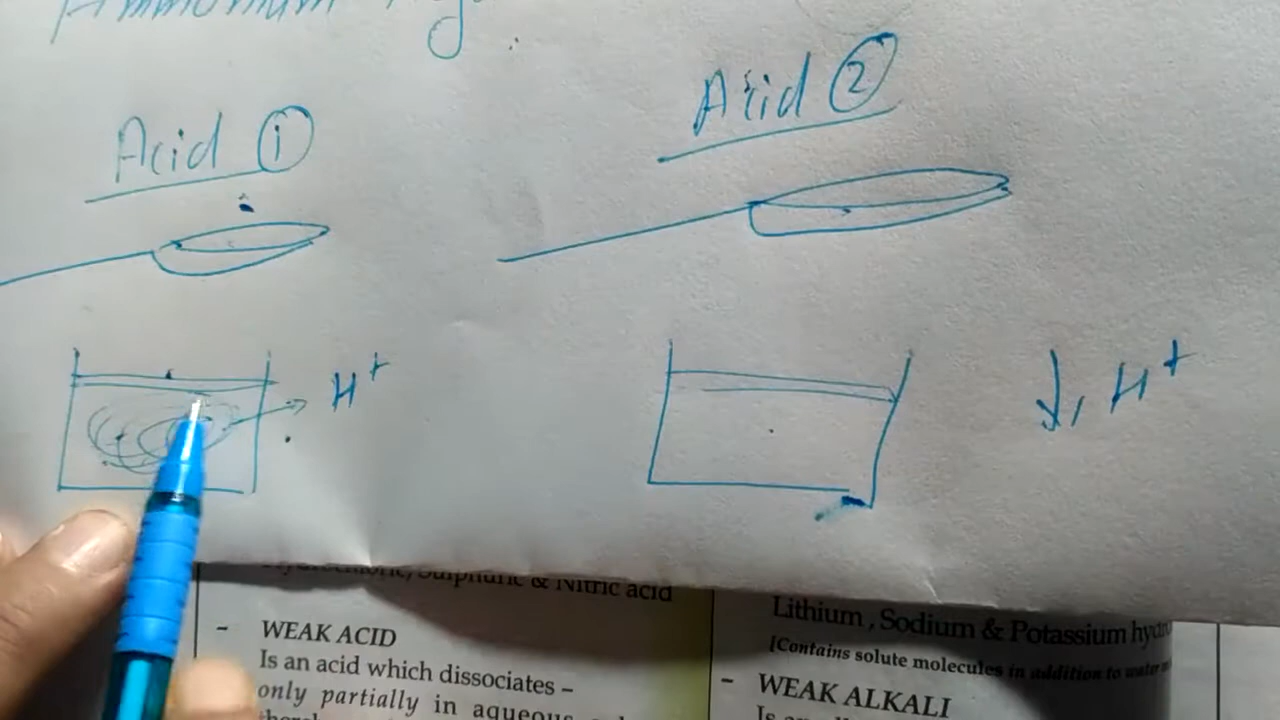 Ammonium
Acid ①
Acid ②
H+
↓, H+
Hydrochloric, Sulphuric & Nitric acid
- WEAK ACID
Is an acid which dissociates –
only partially in aqueous
Lithium, Sodium & Potassium
[Contains solute molecules in addition to water
- WEAK ALKALI